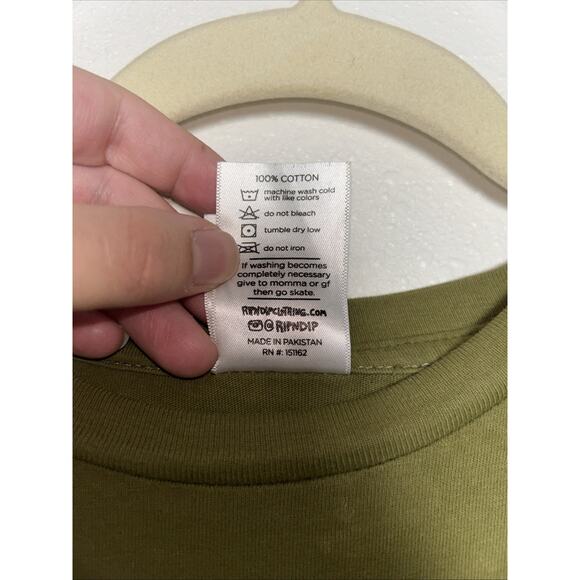 100% COTTON
machine wash cold
with like colors
do not bleach
tumble dry low
do not iron
If washing becomes
completely necessary
give to momma or gf
then go skate.
RIPNDIPCLOTHING.COM
@RIPNDIP
MADE IN PAKISTAN
RN #: 151162